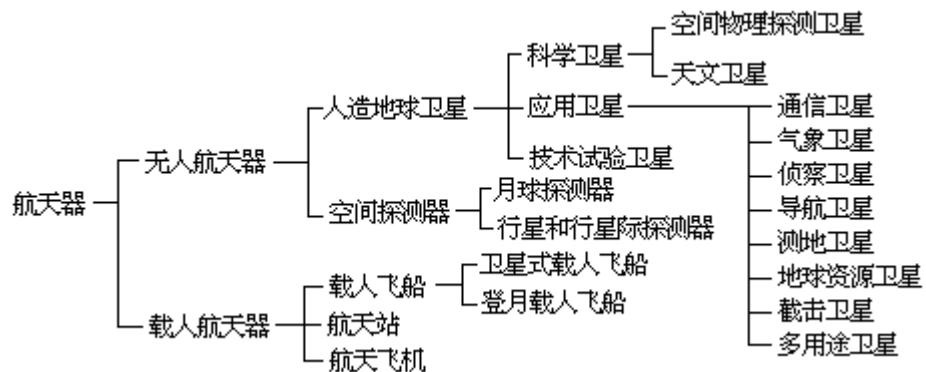 空间物理探测卫星
科学卫星
天文卫星
人造地球卫星
应用卫星
通信卫星
气象卫星
无人航天器
技术试验卫星
侦察卫星
月球探测器
航天器
空间探测器
导航卫星
行星和行星际探测器
测地卫星
卫星式载人飞船
地球资源卫星
载人飞船
登月载人飞船
截击卫星
载人航天器
航天站
多用途卫星
航天飞机